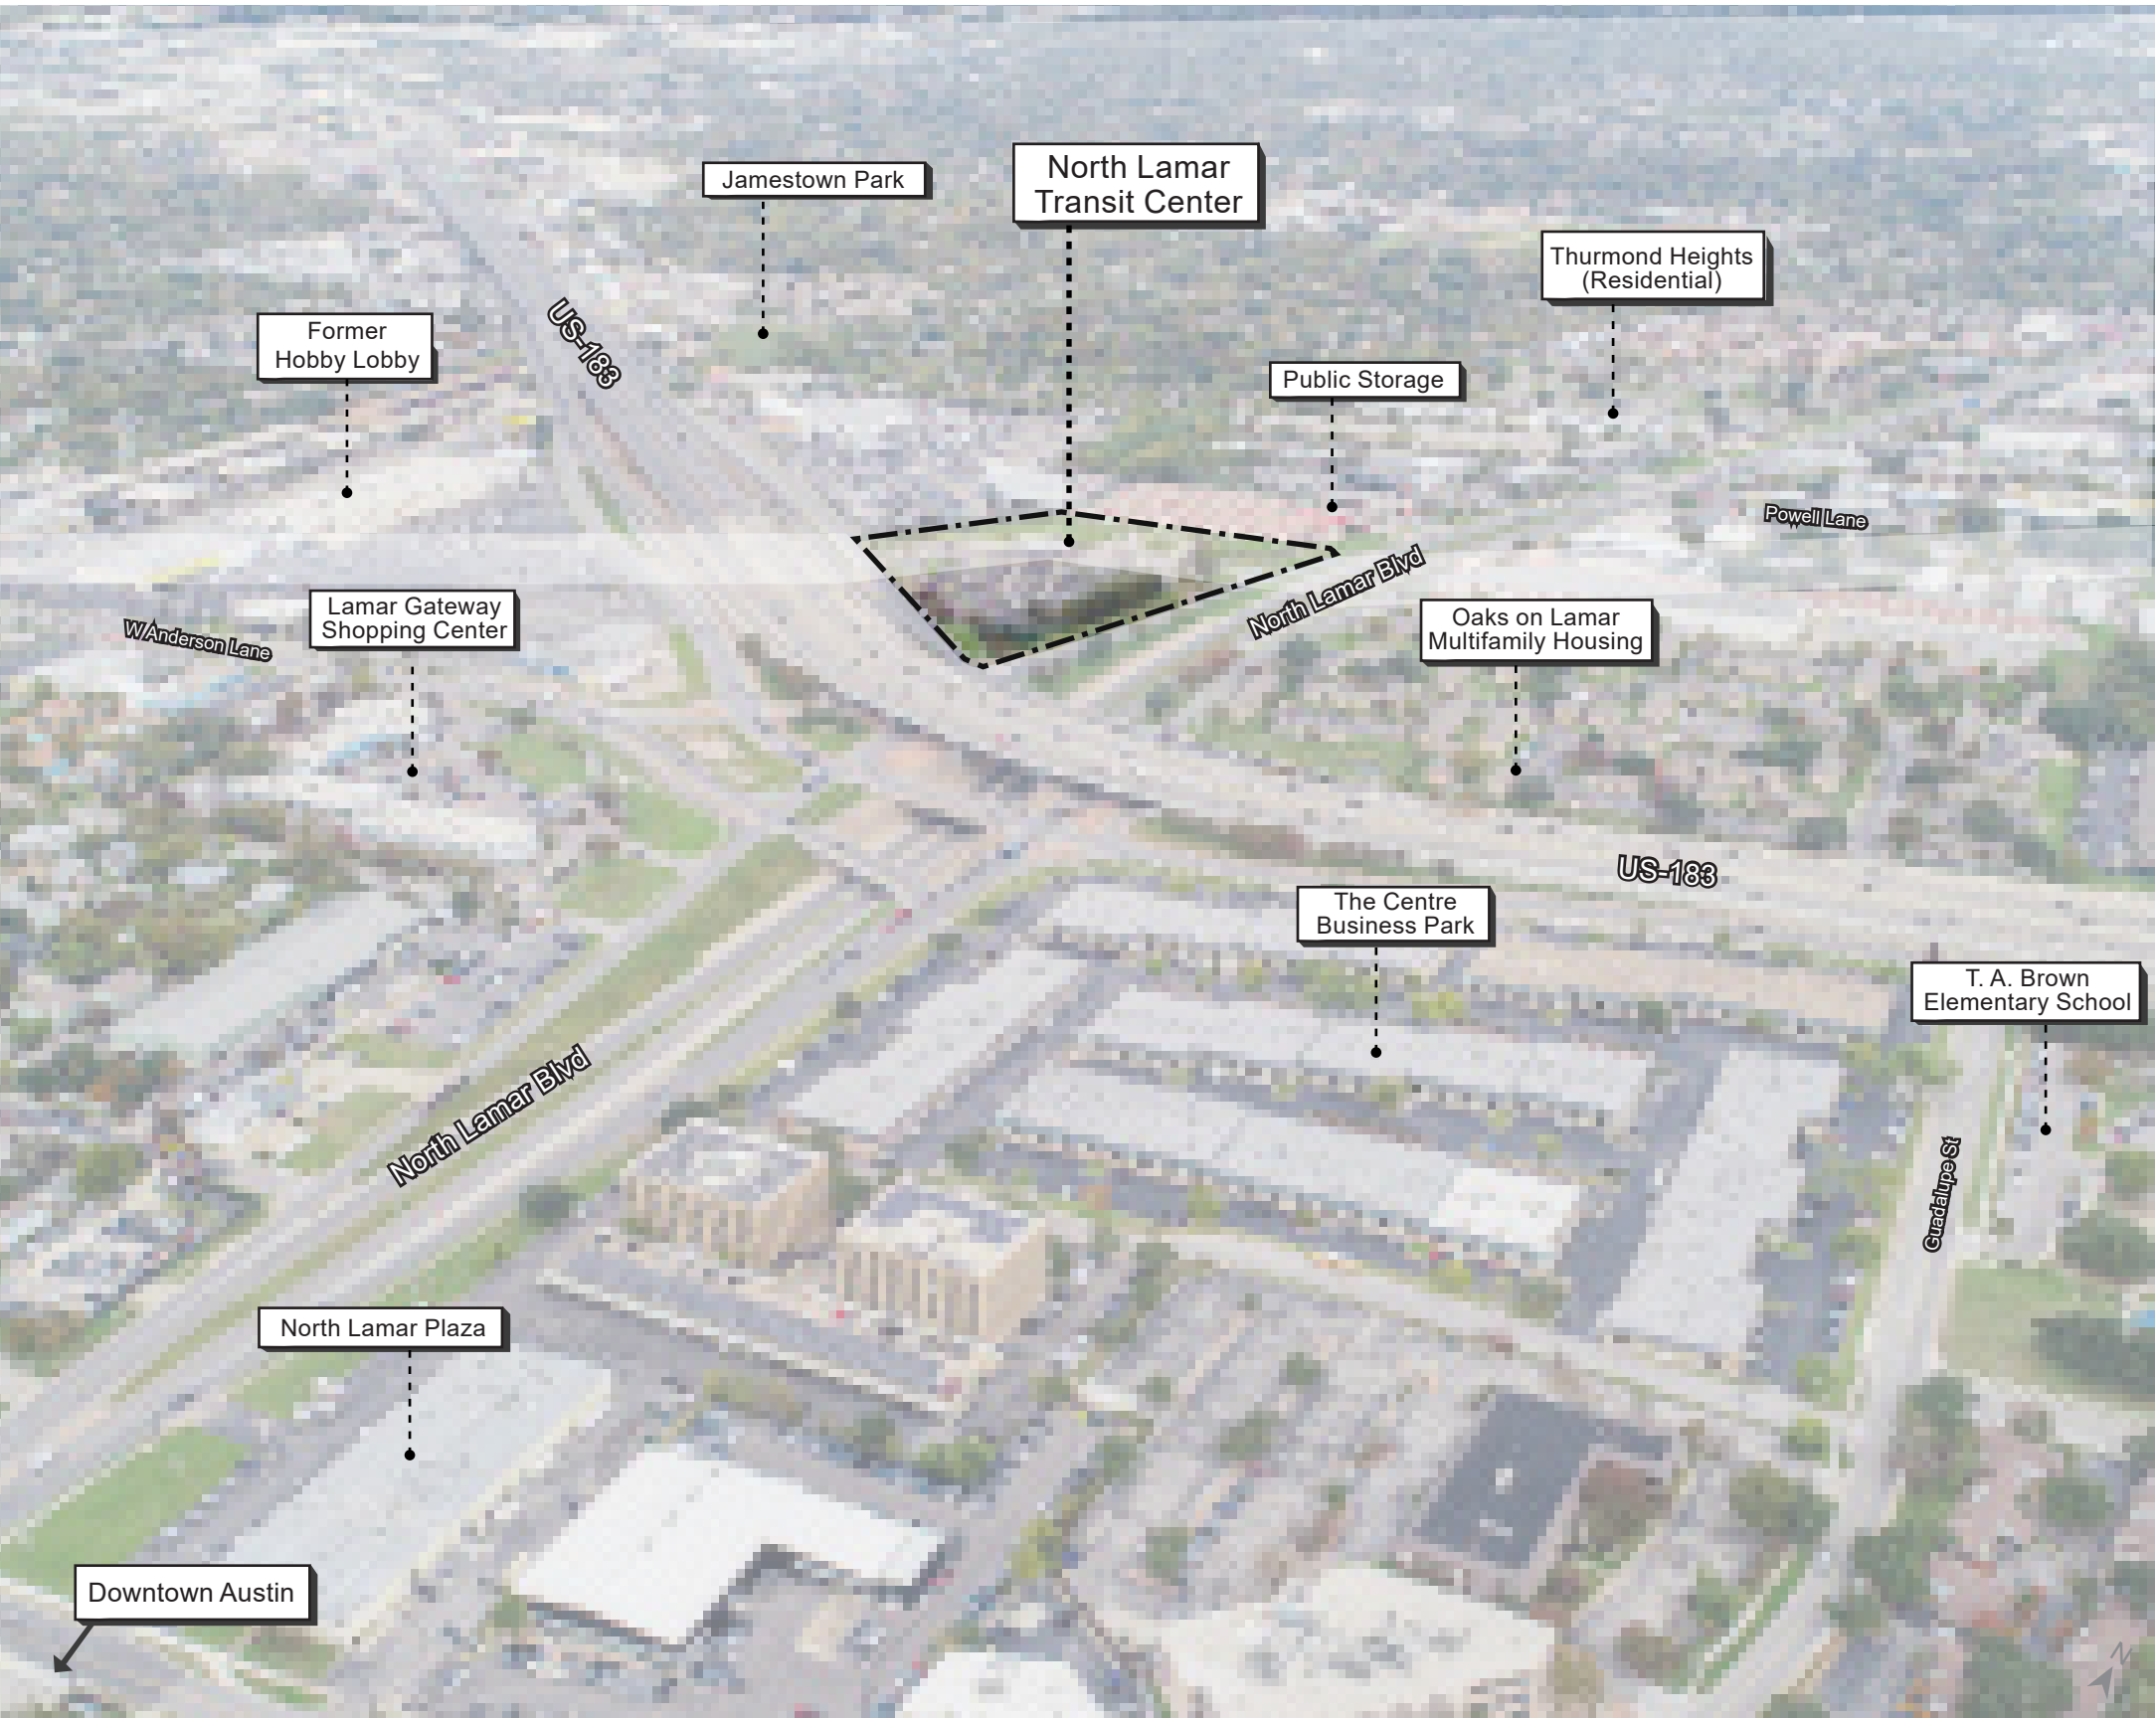 Jamestown Park
North Lamar
Transit Center
Thurmond Heights
(Residential)
US-183
Former
Hobby Lobby
Public Storage
Powell Lane
North Lamar Blvd
W Anderson Lane
Lamar Gateway
Shopping Center
Oaks on Lamar
Multifamily Housing
US-183
The Centre
Business Park
T. A. Brown
Elementary School
North Lamar Blvd
Guadalupe St
North Lamar Plaza
Downtown Austin
N